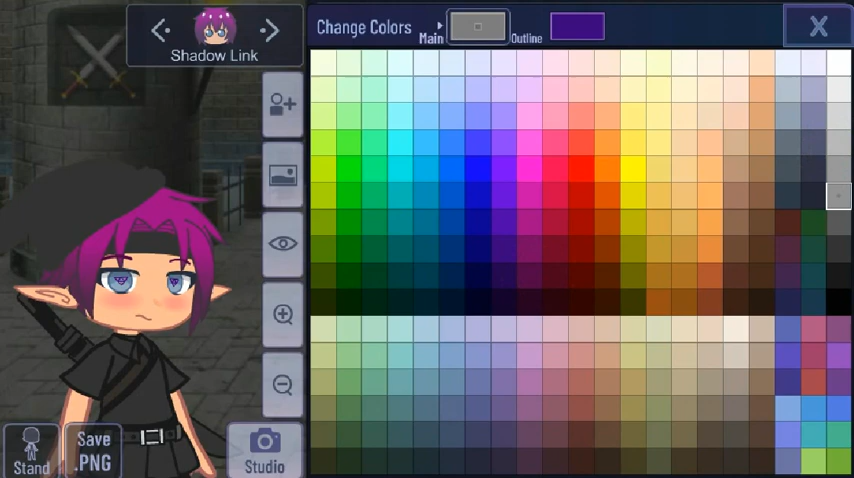 Shadow Link
Change Colors
Main
Outline
X
Stand
Save
.PNG
Studio